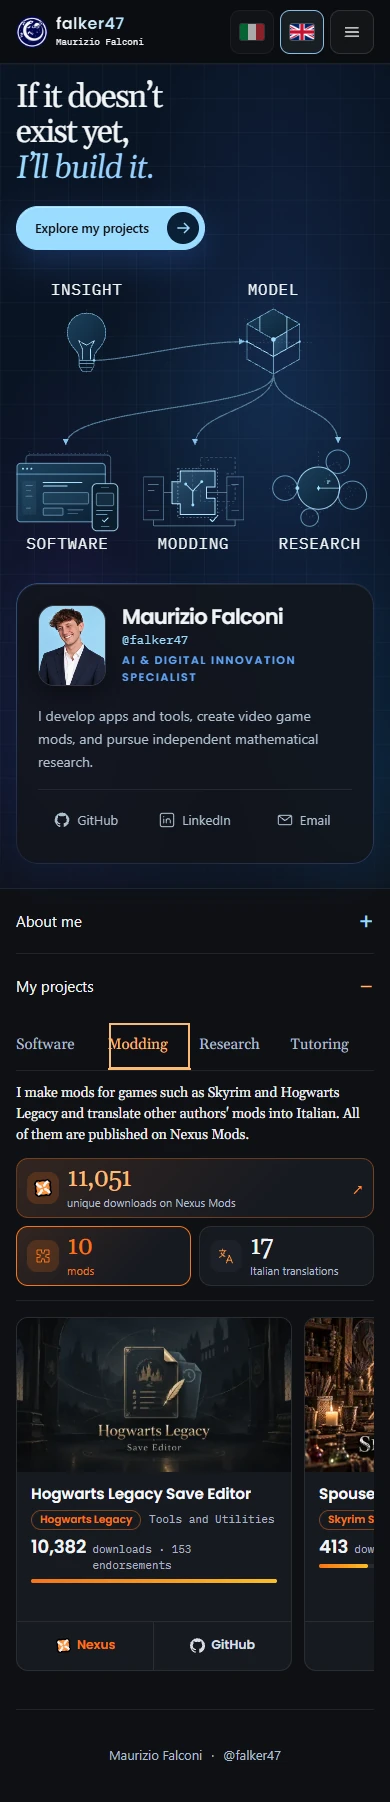 falker47
Maurizio Falconi
If it doesn’t
exist yet,
I’ll build it.
Explore my projects
INSIGHT
MODEL
SOFTWARE
MODDING
RESEARCH
Maurizio Falconi
@falker47
AI & DIGITAL INNOVATION
SPECIALIST
I develop apps and tools, create video game
mods, and pursue independent mathematical
research.
GitHub
LinkedIn
Email
About me
My projects
Software
Modding
Research
Tutoring
I make mods for games such as Skyrim and Hogwarts
Legacy and translate other authors' mods into Italian. All
of them are published on Nexus Mods.
11,051
unique downloads on Nexus Mods
10
mods
17
Italian translations
Hogwarts Legacy
Save Editor
Hogwarts Legacy Save Editor
Hogwarts Legacy
Tools and Utilities
10,382 downloads · 153
endorsements
Nexus
GitHub
Spouse
Skyrim S
413 dow
Maurizio Falconi · @falker47